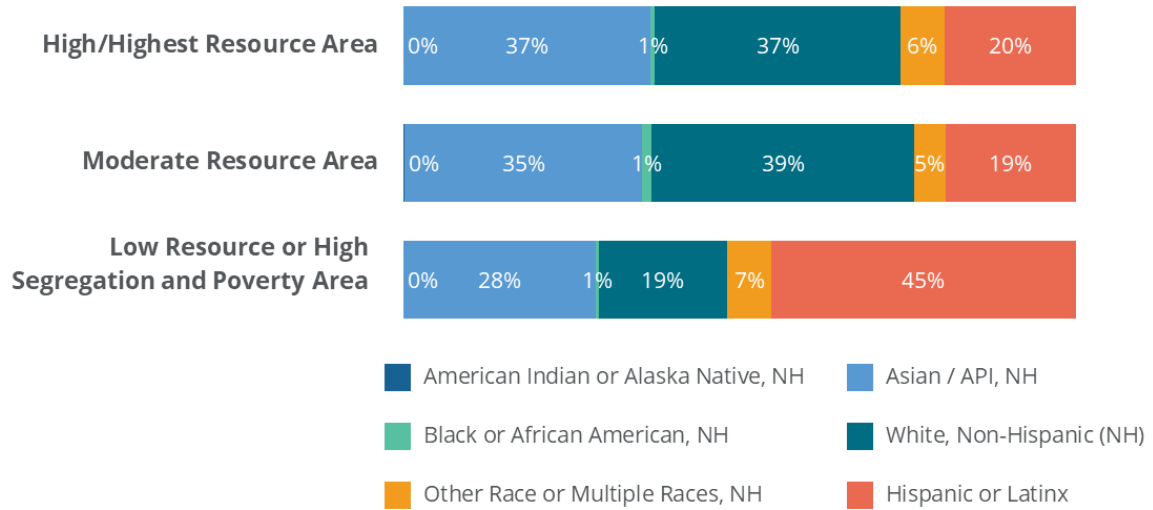 High/Highest Resource Area
0% 37% 1% 37% 6% 20%
Moderate Resource Area
0% 35% 1% 39% 5% 19%
Low Resource or High
Segregation and Poverty Area
0% 28% 1% 19% 7% 45%
American Indian or Alaska Native, NH
Asian / API, NH
Black or African American, NH
White, Non-Hispanic (NH)
Other Race or Multiple Races, NH
Hispanic or Latinx